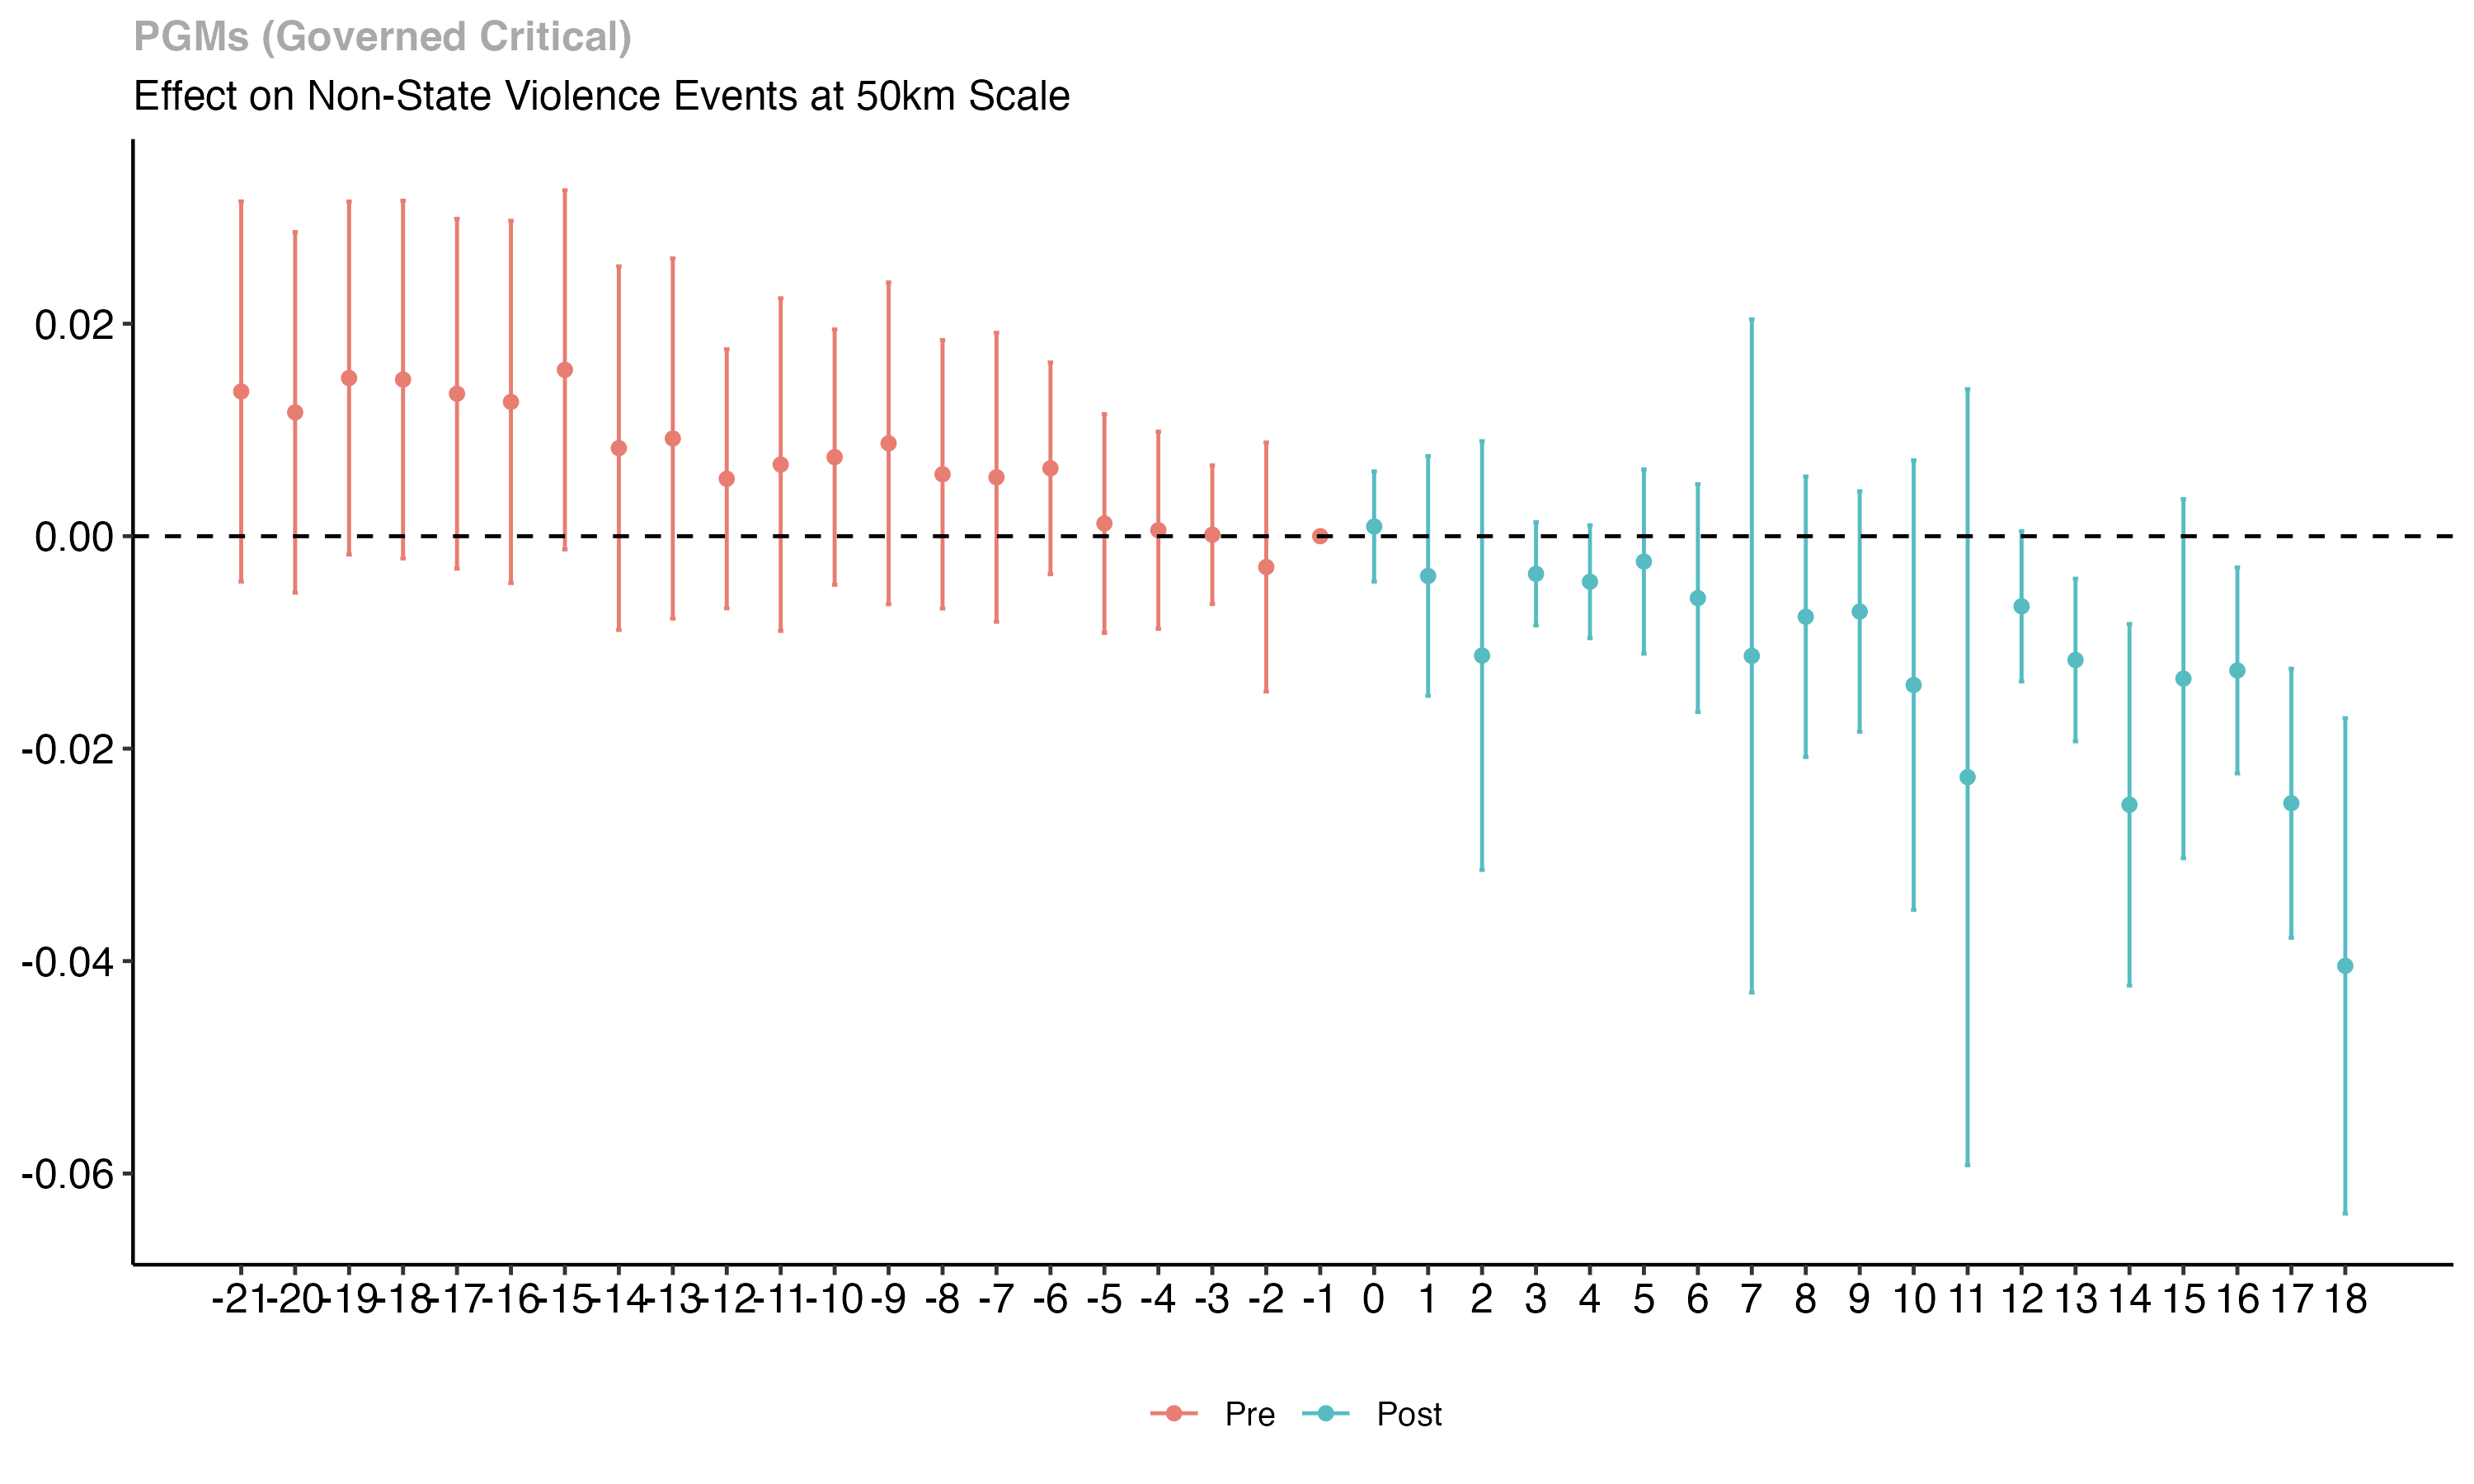 PGMs (Governed Critical)
Effect on Non-State Violence Events at 50km Scale
0.02
0.00
-0.02
-0.04
-0.06
-21 -20 -19 -18 -17 -16 -15 -14 -13 -12 -11 -10 -9 -8 -7 -6 -5 -4 -3 -2 -1 0 1 2 3 4 5 6 7 8 9 10 11 12 13 14 15 16 17 18
Pre Post